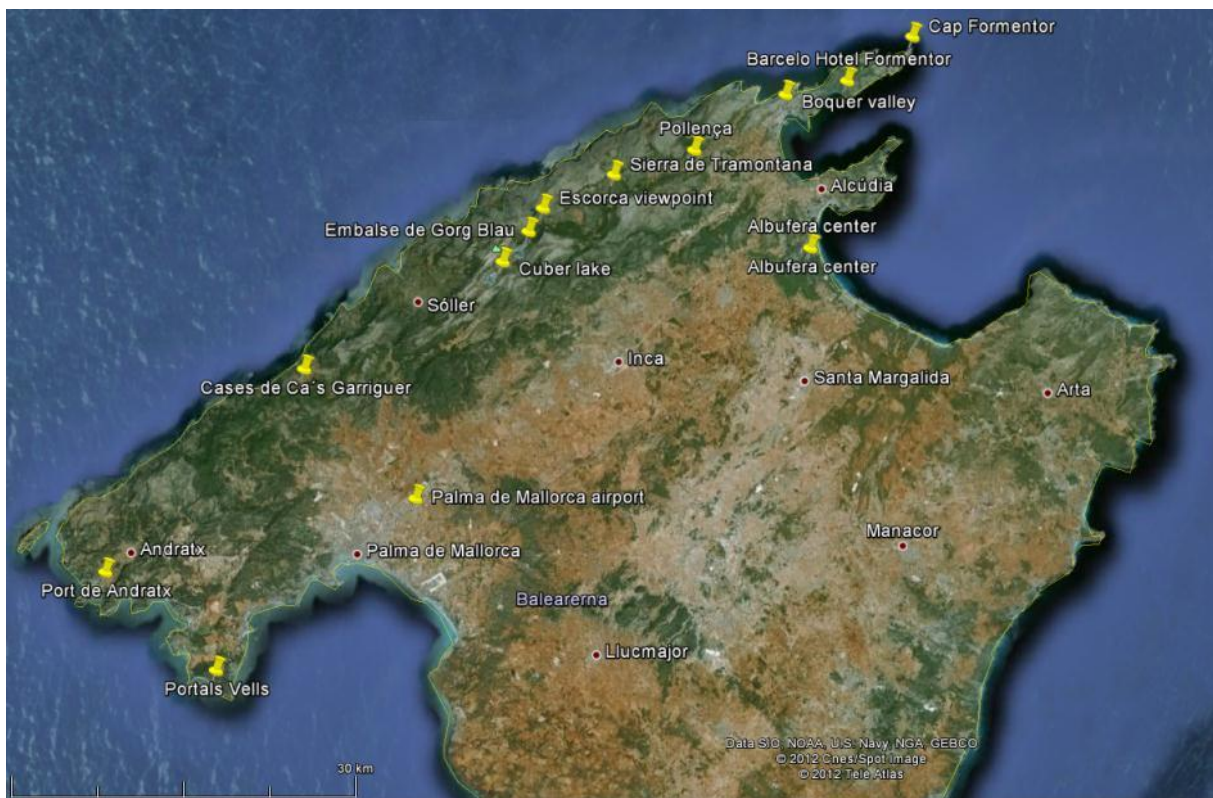 Cap Formentor
Barcelo Hotel Formentor
Boquer valley
Pollença
Sierra de Tramontana
Alcúdia
Escorca viewpoint
Embalse de Gorg Blau
Albufera center
Cuber lake
Albufera center
Sóller
Inca
Cases de Ca´s Garriguer
Santa Margalida
Arta
Palma de Mallorca airport
Manacor
Andratx
Palma de Mallorca
Port de Andratx
Balearerna
Llucmajor
Portals Vells
Data SIO, NOAA, U.S. Navy, NGA, GEBCO
© 2012 Cnes/Spot Image
30 km
© 2012 Tele Atlas